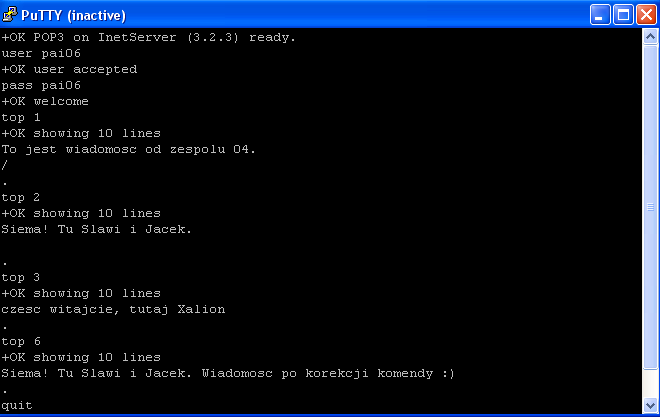 PuTTY (inactive)
+OK POP3 on InetServer (3.2.3) ready.
user pai06
+OK user accepted
pass pai06
+OK welcome
top 1
+OK showing 10 lines
To jest wiadomosc od zespolu 04.
/
.
top 2
+OK showing 10 lines
Siema! Tu Slawi i Jacek.

.
top 3
+OK showing 10 lines
czesc witajcie, tutaj Xalion
.
top 6
+OK showing 10 lines
Siema! Tu Slawi i Jacek. Wiadomosc po korekcji komendy :)
.
quit